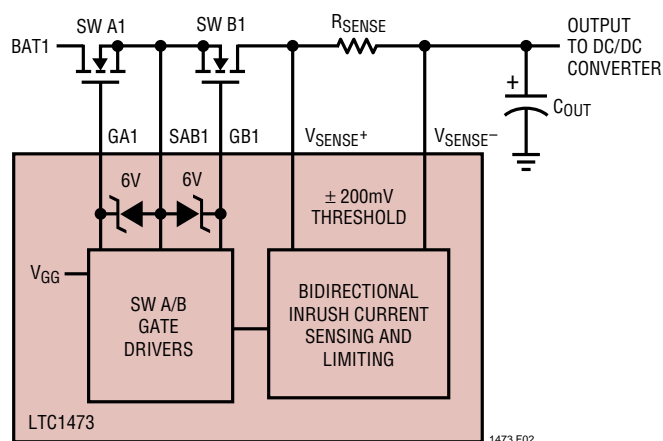 SW A1
SW B1
RSENSE
BAT1
OUTPUT
TO DC/DC
CONVERTER
+
COUT
GA1
SAB1
GB1
VSENSE+
VSENSE–
6V
6V
± 200mV
THRESHOLD
VGG
SW A/B
GATE
DRIVERS
BIDIRECTIONAL
INRUSH CURRENT
SENSING AND
LIMITING
LTC1473
1473 F02